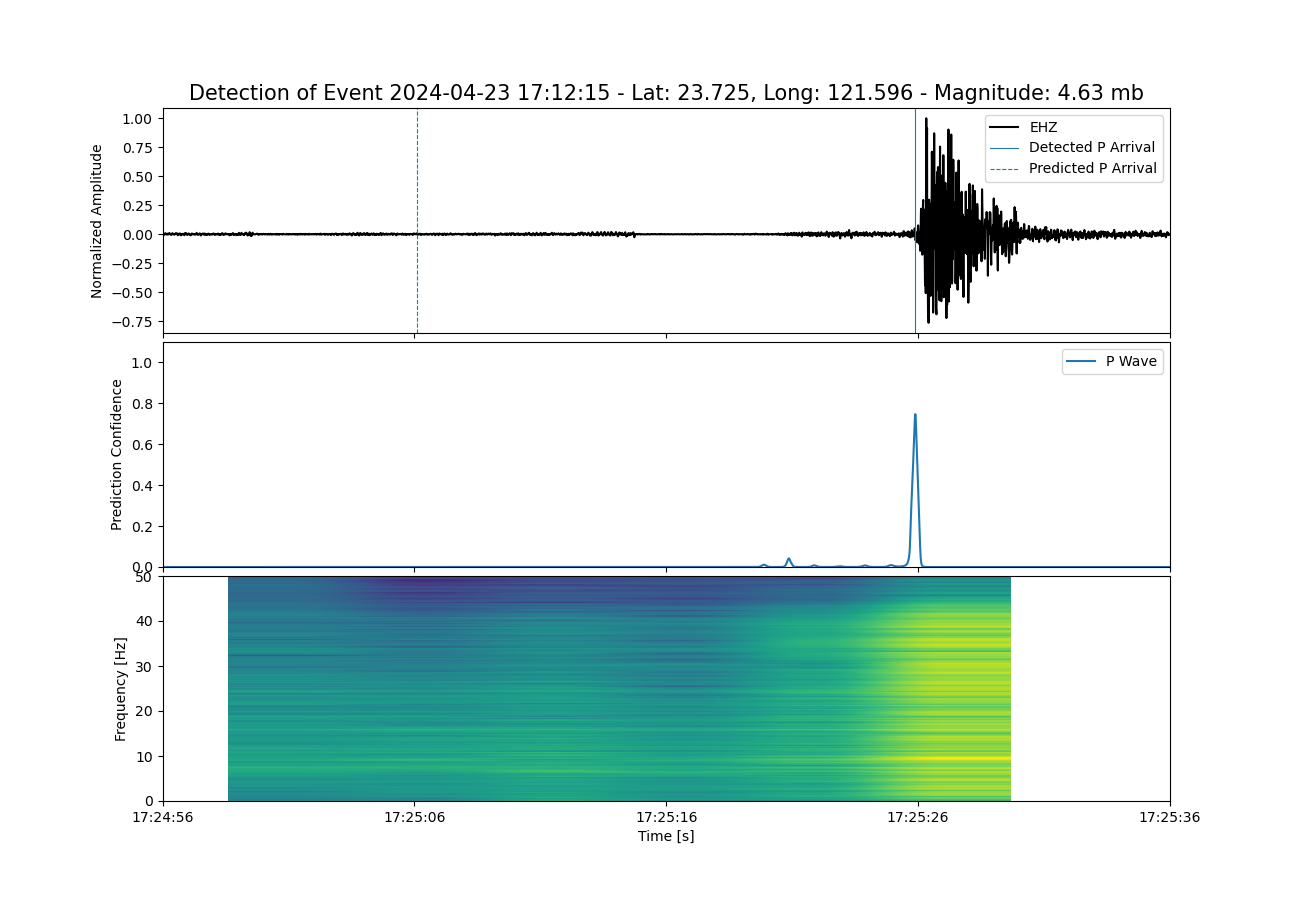 Detection of Event 2024-04-23 17:12:15 - Lat: 23.725, Long: 121.596 - Magnitude: 4.63 mb
Normalized Amplitude
1.00
0.75
0.50
0.25
0.00
−0.25
−0.50
−0.75
EHZ
Detected P Arrival
Predicted P Arrival
Prediction Confidence
1.0
0.8
0.6
0.4
0.2
0.0
P Wave
Frequency [Hz]
50
40
30
20
10
0
17:24:56 17:25:06 17:25:16 17:25:26 17:25:36
Time [s]